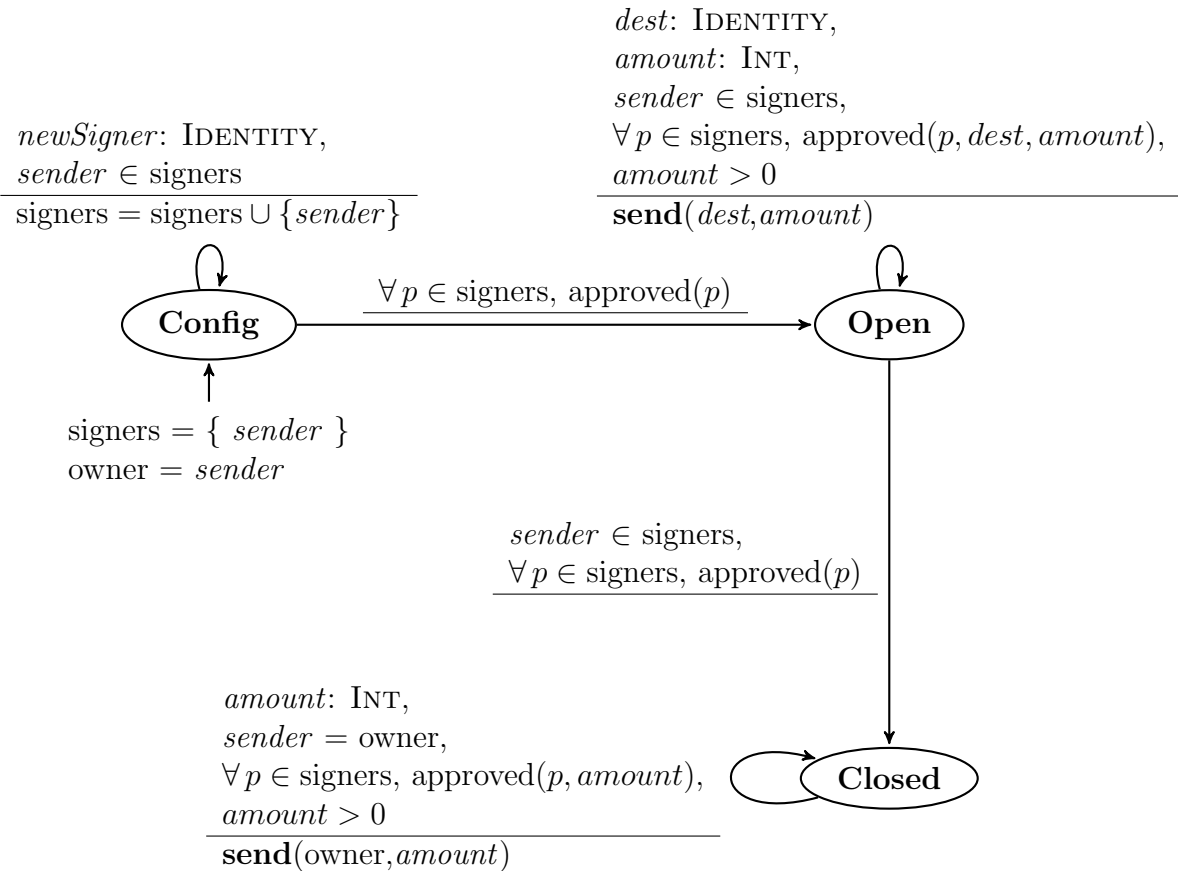 newSigner: IDENTITY,
sender ∈ signers
signers = signers ∪ {sender}
dest: IDENTITY,
amount: INT,
sender ∈ signers,
∀ p ∈ signers, approved(p, dest, amount),
amount > 0
send(dest,amount)
∀ p ∈ signers, approved(p)
Config
Open
signers = { sender }
owner = sender
sender ∈ signers,
∀ p ∈ signers, approved(p)
amount: INT,
sender = owner,
∀ p ∈ signers, approved(p, amount),
amount > 0
send(owner,amount)
Closed